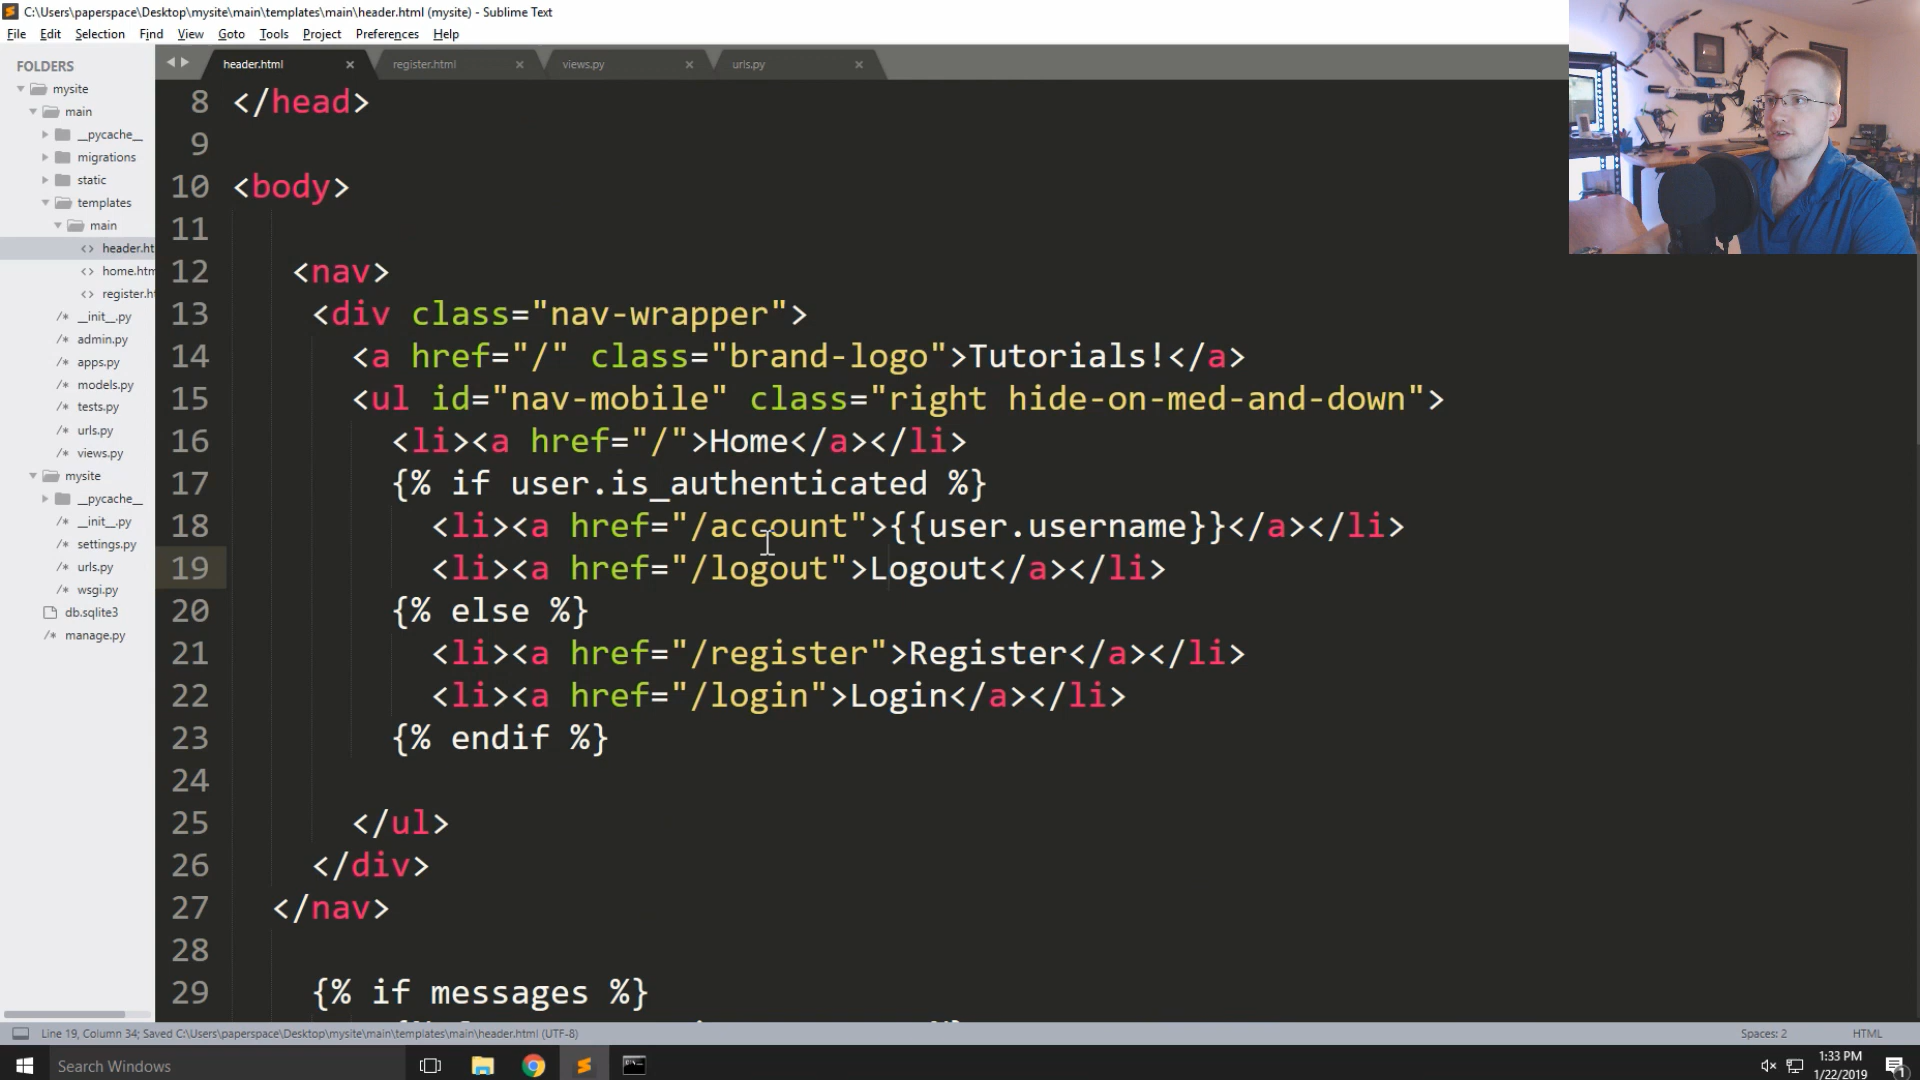 C:\Users\paperspace\Desktop\mysite\main\templates\main\header.html (mysite) - Sublime Text
File Edit Selection Find View Goto Tools Project Preferences Help
FOLDERS
mysite
main
__pycache__
migrations
static
templates
main
header.ht
home.htm
register.h
__init__.py
admin.py
apps.py
models.py
tests.py
urls.py
views.py
mysite
__pycache__
__init__.py
settings.py
urls.py
wsgi.py
db.sqlite3
manage.py
header.html register.html views.py urls.py
8 </head>
9
10 <body>
11
12 <nav>
13 <div class="nav-wrapper">
14 <a href="/" class="brand-logo">Tutorials!</a>
15 <ul id="nav-mobile" class="right hide-on-med-and-down">
16 <li><a href="/">Home</a></li>
17 {% if user.is_authenticated %}
18 <li><a href="/account">{{user.username}}</a></li>
19 <li><a href="/logout">Logout</a></li>
20 {% else %}
21 <li><a href="/register">Register</a></li>
22 <li><a href="/login">Login</a></li>
23 {% endif %}
24
25 </ul>
26 </div>
27 </nav>
28
29 {% if messages %}
Line 19, Column 34; Saved C:\Users\paperspace\Desktop\mysite\main\templates\main\header.html (UTF-8) Spaces: 2 HTML
Search Windows
1:33 PM
1/22/2019
1